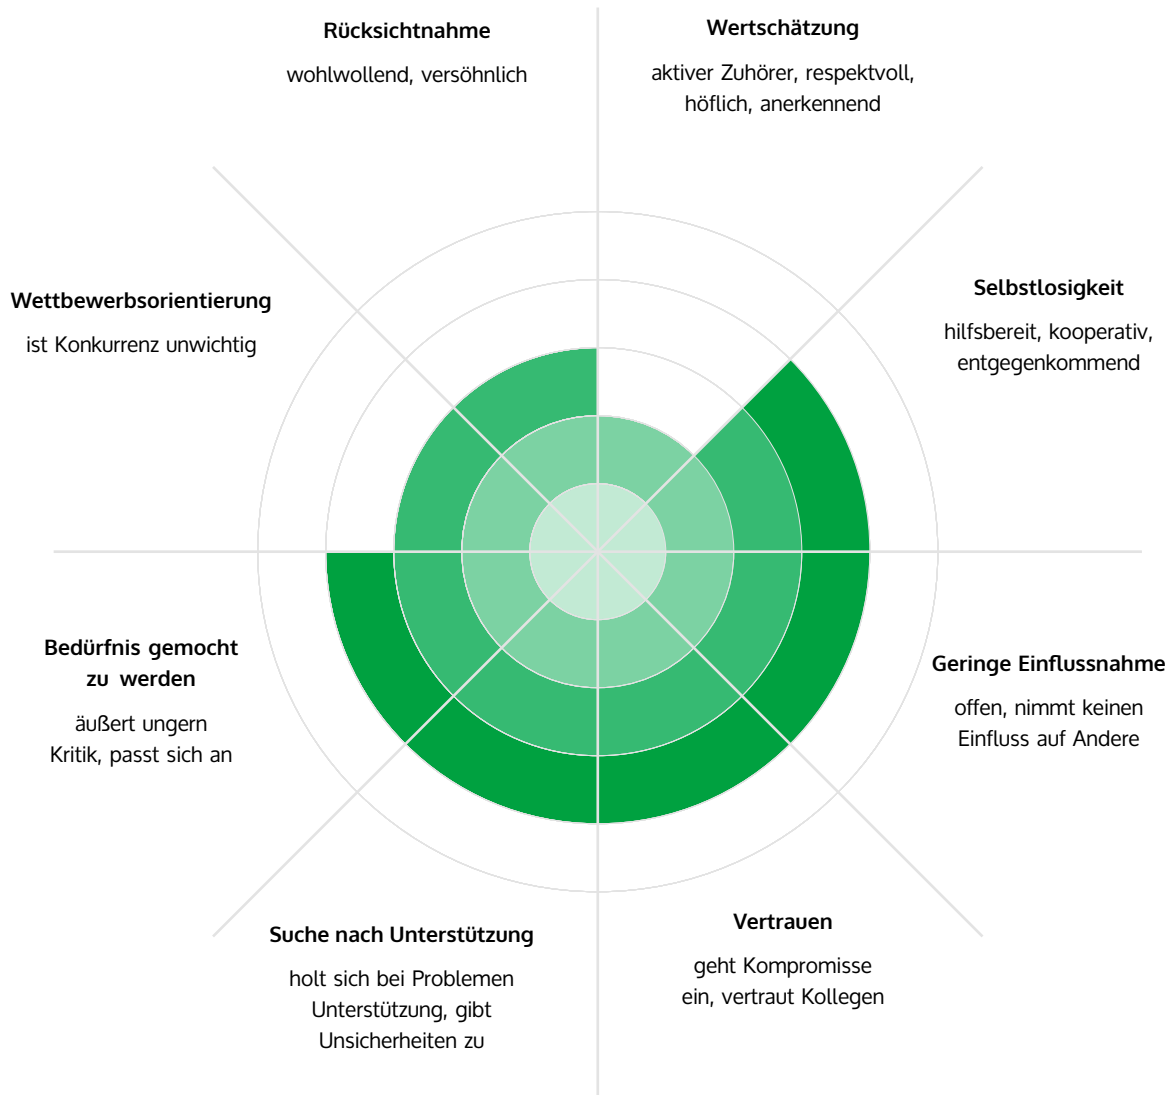 Rücksichtnahme
wohlwollend, versöhnlich
Wertschätzung
aktiver Zuhörer, respektvoll,
höflich, anerkennend
Selbstlosigkeit
hilfsbereit, kooperativ,
entgegenkommend
Wettbewerbsorientierung
ist Konkurrenz unwichtig
Bedürfnis gemocht
zu werden
äußert ungern
Kritik, passt sich an
Geringe Einflussnahme
offen, nimmt keinen
Einfluss auf Andere
Suche nach Unterstützung
holt sich bei Problemen
Unterstützung, gibt
Unsicherheiten zu
Vertrauen
geht Kompromisse
ein, vertraut Kollegen